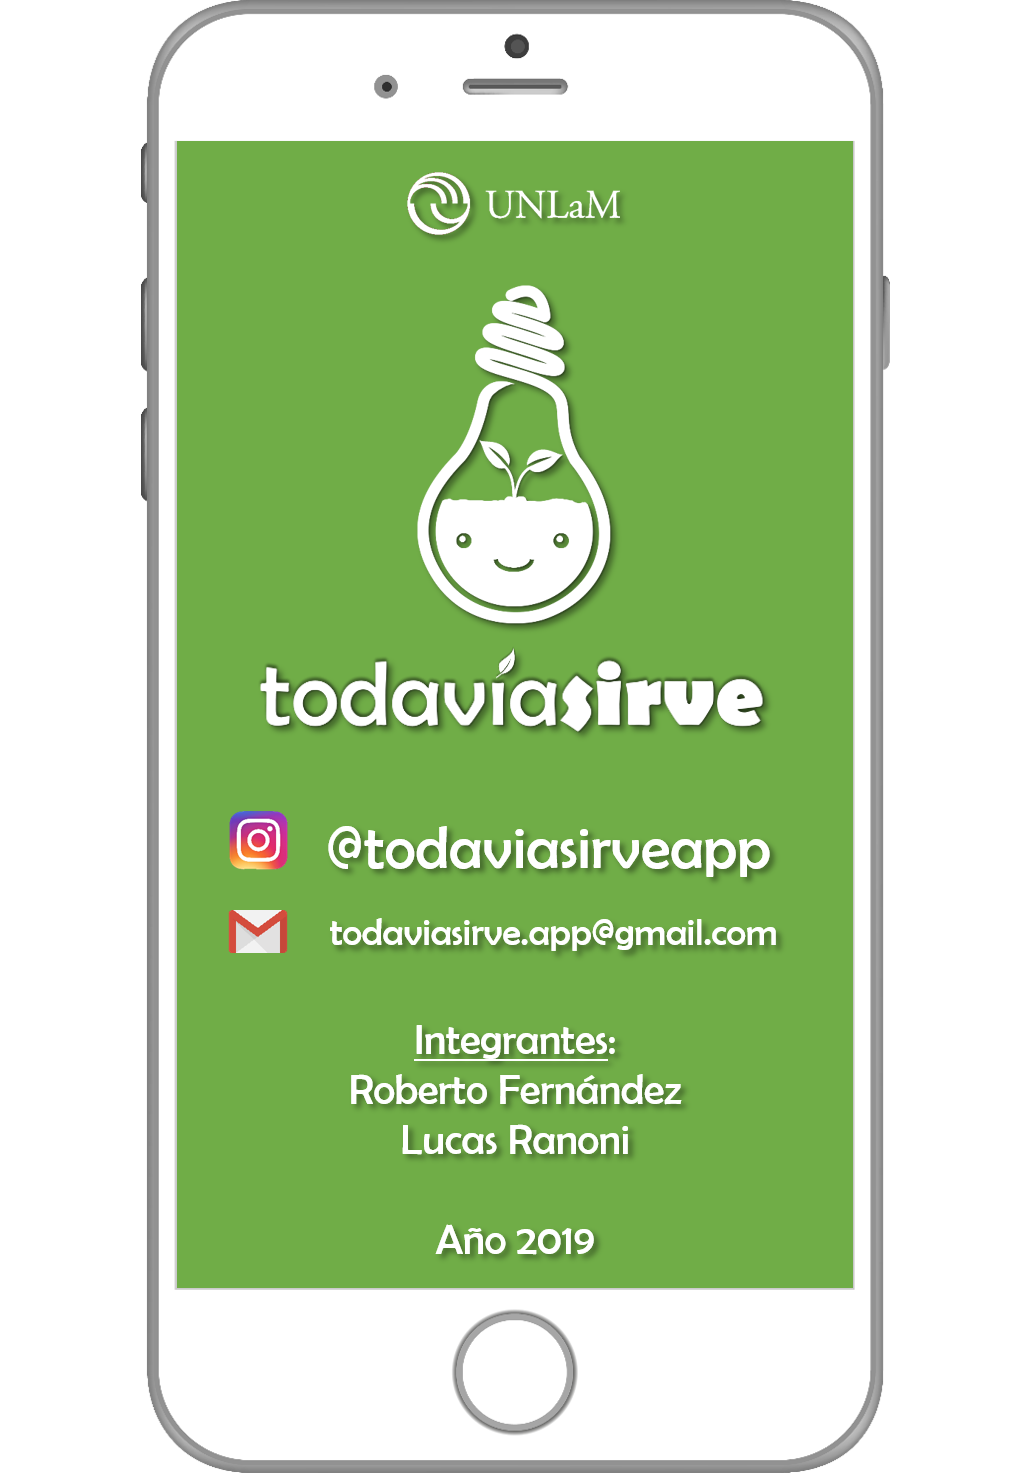 UNLaM
todavíasirve
@todaviasirveapp
todaviasirve.app@gmail.com
Integrantes:
Roberto Fernández
Lucas Ranoni
Año 2019